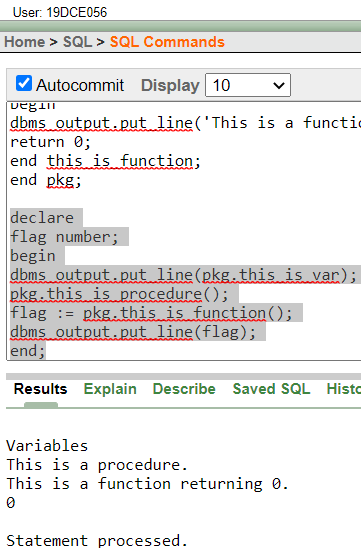 User: 19DCE056
Home > SQL > SQL Commands
Autocommit Display 10
begin
dbms_output.put_line('This is a functio
return 0;
end this_is_function;
end pkg;
declare
flag number;
begin
dbms_output.put_line(pkg.this_is_var);
pkg.this_is_procedure();
flag := pkg.this_is_function();
dbms_output.put_line(flag);
end;
Results Explain Describe Saved SQL Histo
Variables
This is a procedure.
This is a function returning 0.
0
Statement processed.